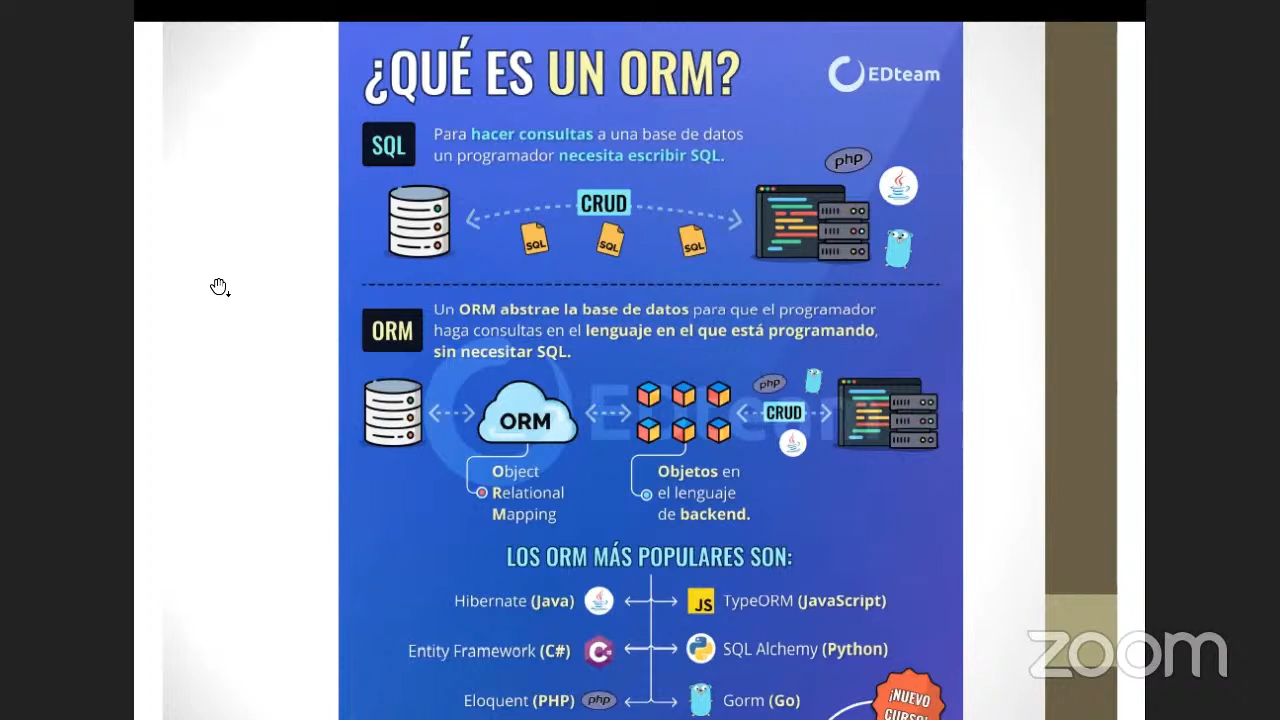 ¿QUÉ ES UN ORM?
EDteam
SQL
Para hacer consultas a una base de datos
un programador necesita escribir SQL.
php
CRUD
SQL
SQL
SQL
Un ORM abstrae la base de datos para que el programador
haga consultas en el lenguaje en el que está programando,
sin necesitar SQL.
ORM
php
ORM
CRUD
EDteam
Object
Relational
Mapping
Objetos en
el lenguaje
de backend.
LOS ORM MÁS POPULARES SON:
Hibernate (Java)
JS
TypeORM (JavaScript)
Entity Framework (C#)
C#
SQL Alchemy (Python)
Eloquent (PHP)
php
Gorm (Go)
¡NUEVO
CURSO!
zoom